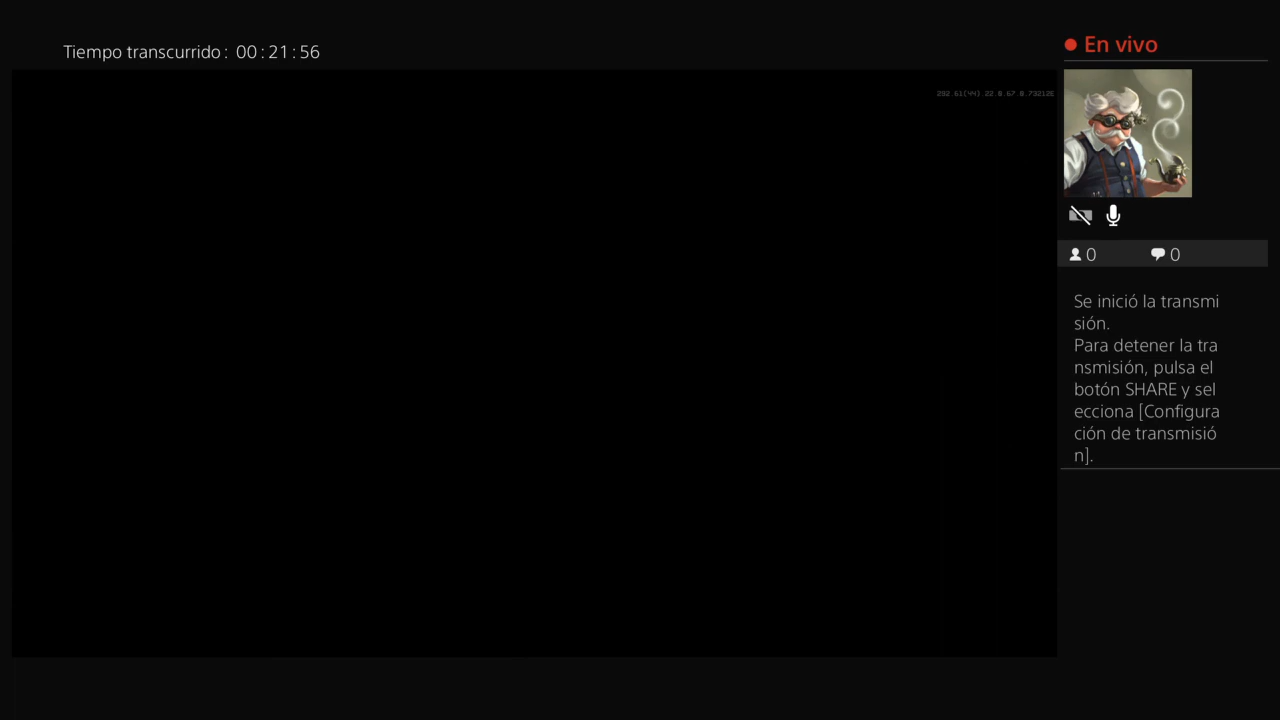 Tiempo transcurrido : 00 : 21 : 56
En vivo
0 0
Se inició la transmi
sión.
Para detener la tra
nsmisión, pulsa el
botón SHARE y sel
ecciona [Configura
ción de transmisió
n].